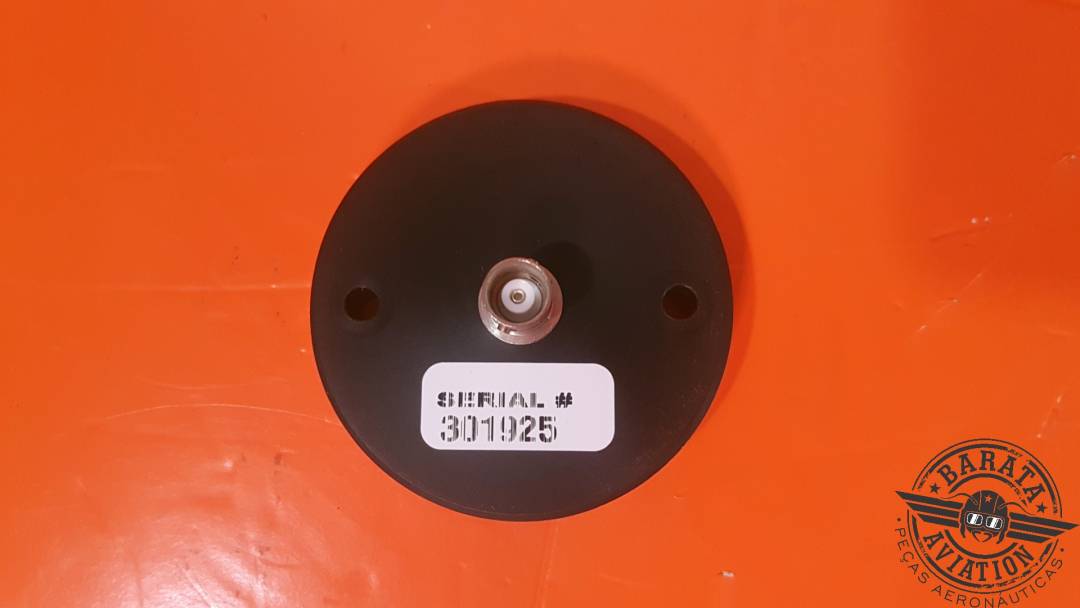 SERIAL #
301925
BARATA
AVIATION
• PEÇAS AERONÁUTICAS •